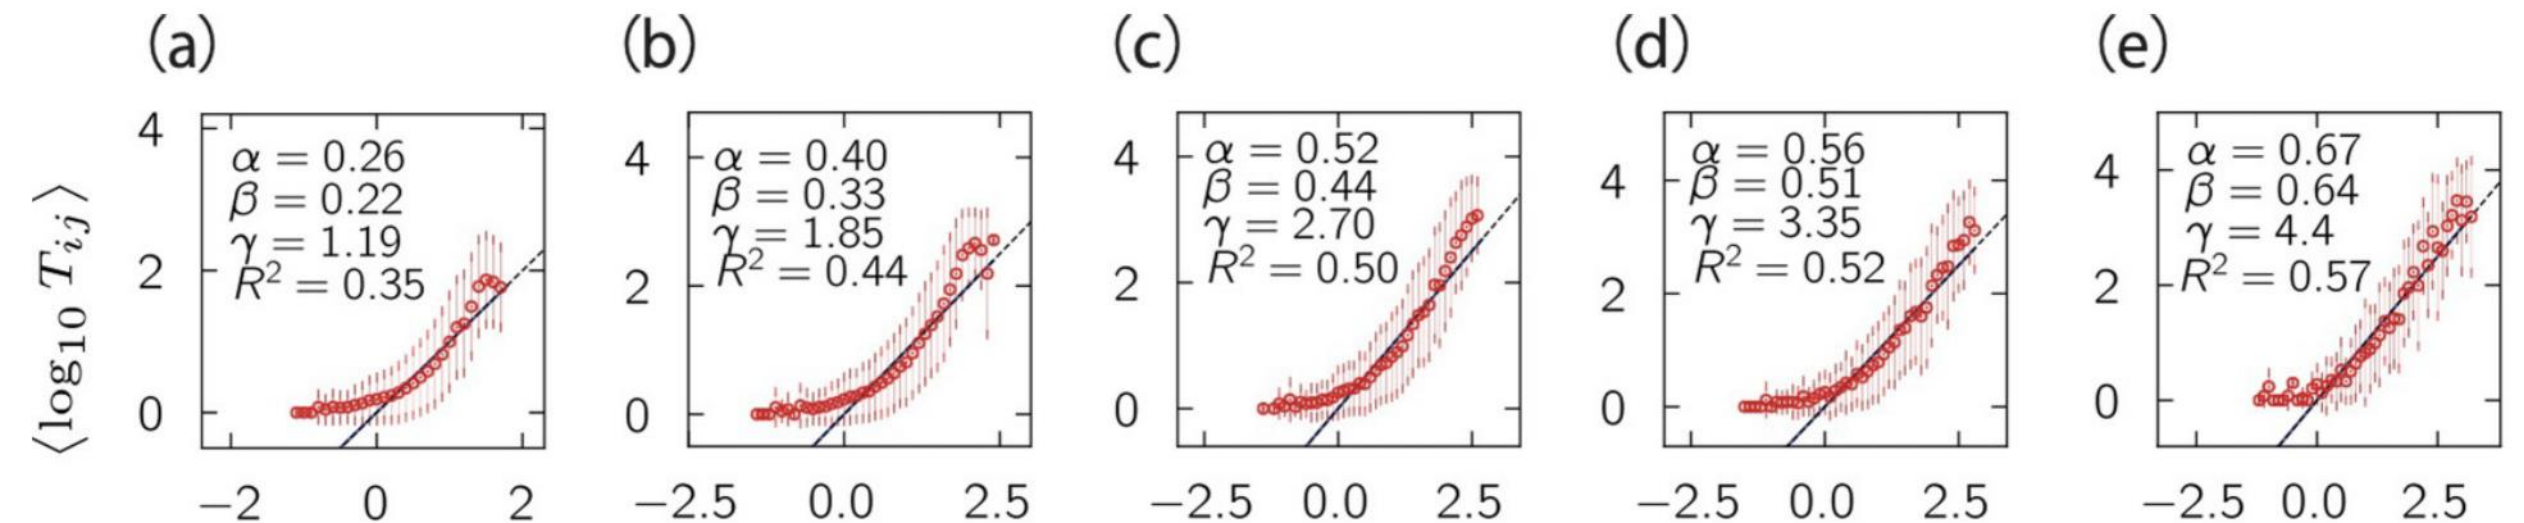 (a) (b) (c) (d) (e)
⟨log₁₀ Tᵢⱼ⟩
4
2
0
α = 0.26
β = 0.22
γ = 1.19
R² = 0.35
−2 0 2
4
2
0
α = 0.40
β = 0.33
γ = 1.85
R² = 0.44
−2.5 0.0 2.5
4
2
0
α = 0.52
β = 0.44
γ = 2.70
R² = 0.50
−2.5 0.0 2.5
4
2
0
α = 0.56
β = 0.51
γ = 3.35
R² = 0.52
−2.5 0.0 2.5
4
2
0
α = 0.67
β = 0.64
γ = 4.4
R² = 0.57
−2.5 0.0 2.5